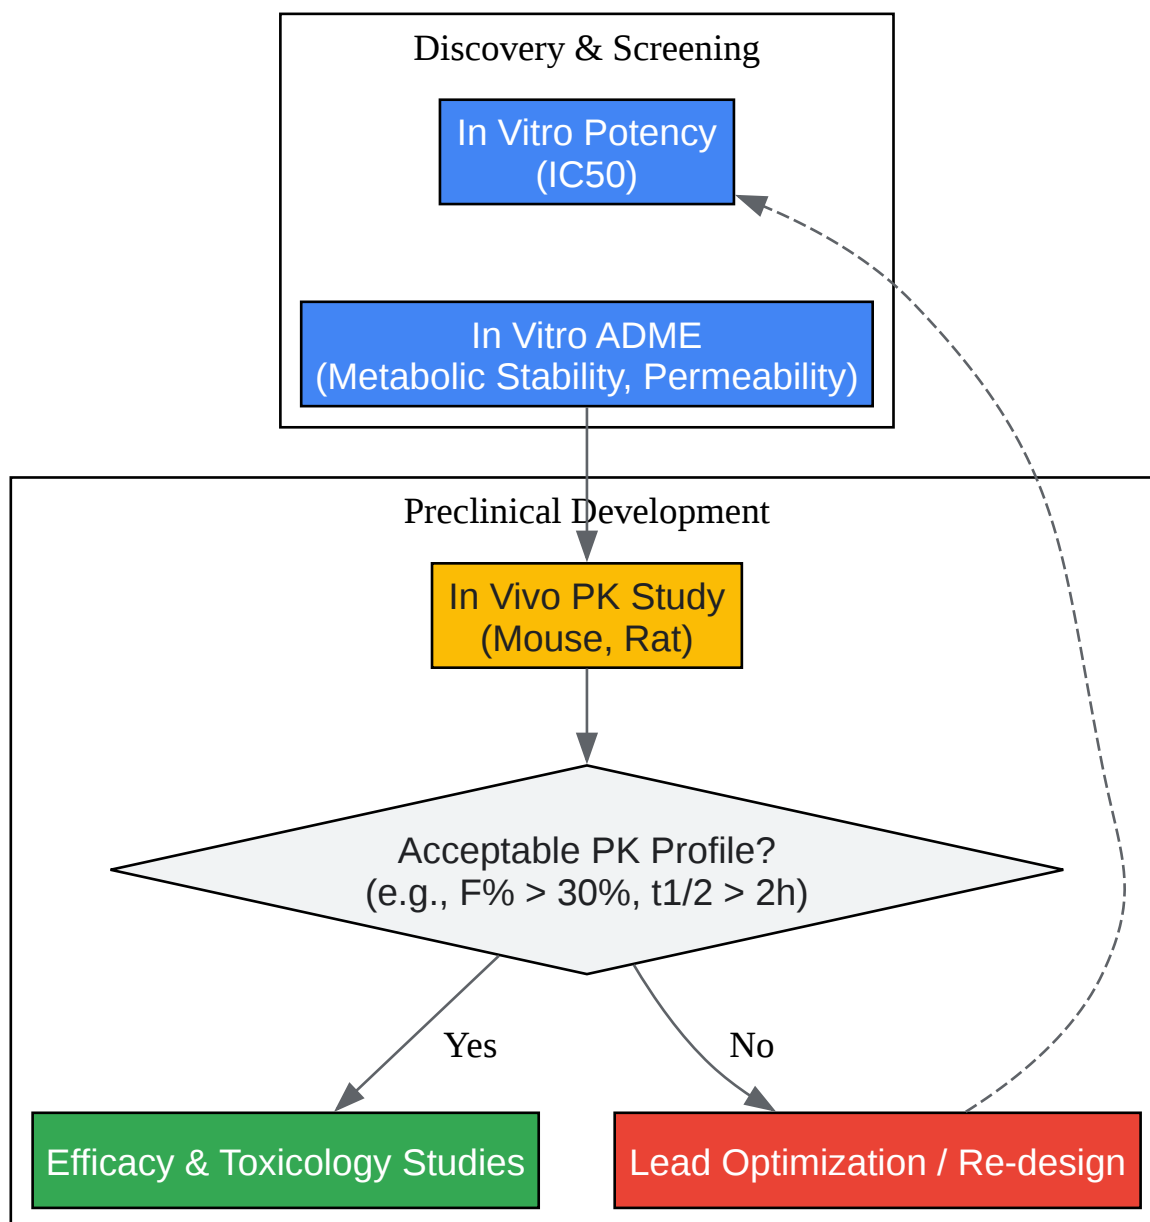 Discovery & Screening
In Vitro Potency
(IC50)
In Vitro ADME
(Metabolic Stability, Permeability)
Preclinical Development
In Vivo PK Study
(Mouse, Rat)
Acceptable PK Profile?
(e.g., F% > 30%, t1/2 > 2h)
Yes
No
Efficacy & Toxicology Studies
Lead Optimization / Re-design